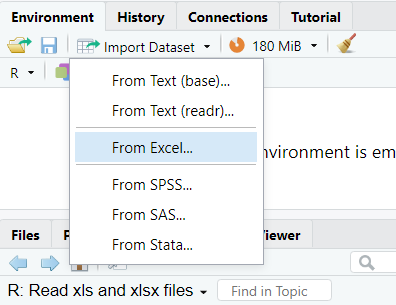 Environment History Connections Tutorial
Import Dataset 180 MiB
R
From Text (base)...
From Text (readr)...
From Excel...
nvironment is em
From SPSS...
From SAS...
From Stata...
Files P Viewer
R: Read xls and xlsx files Find in Topic